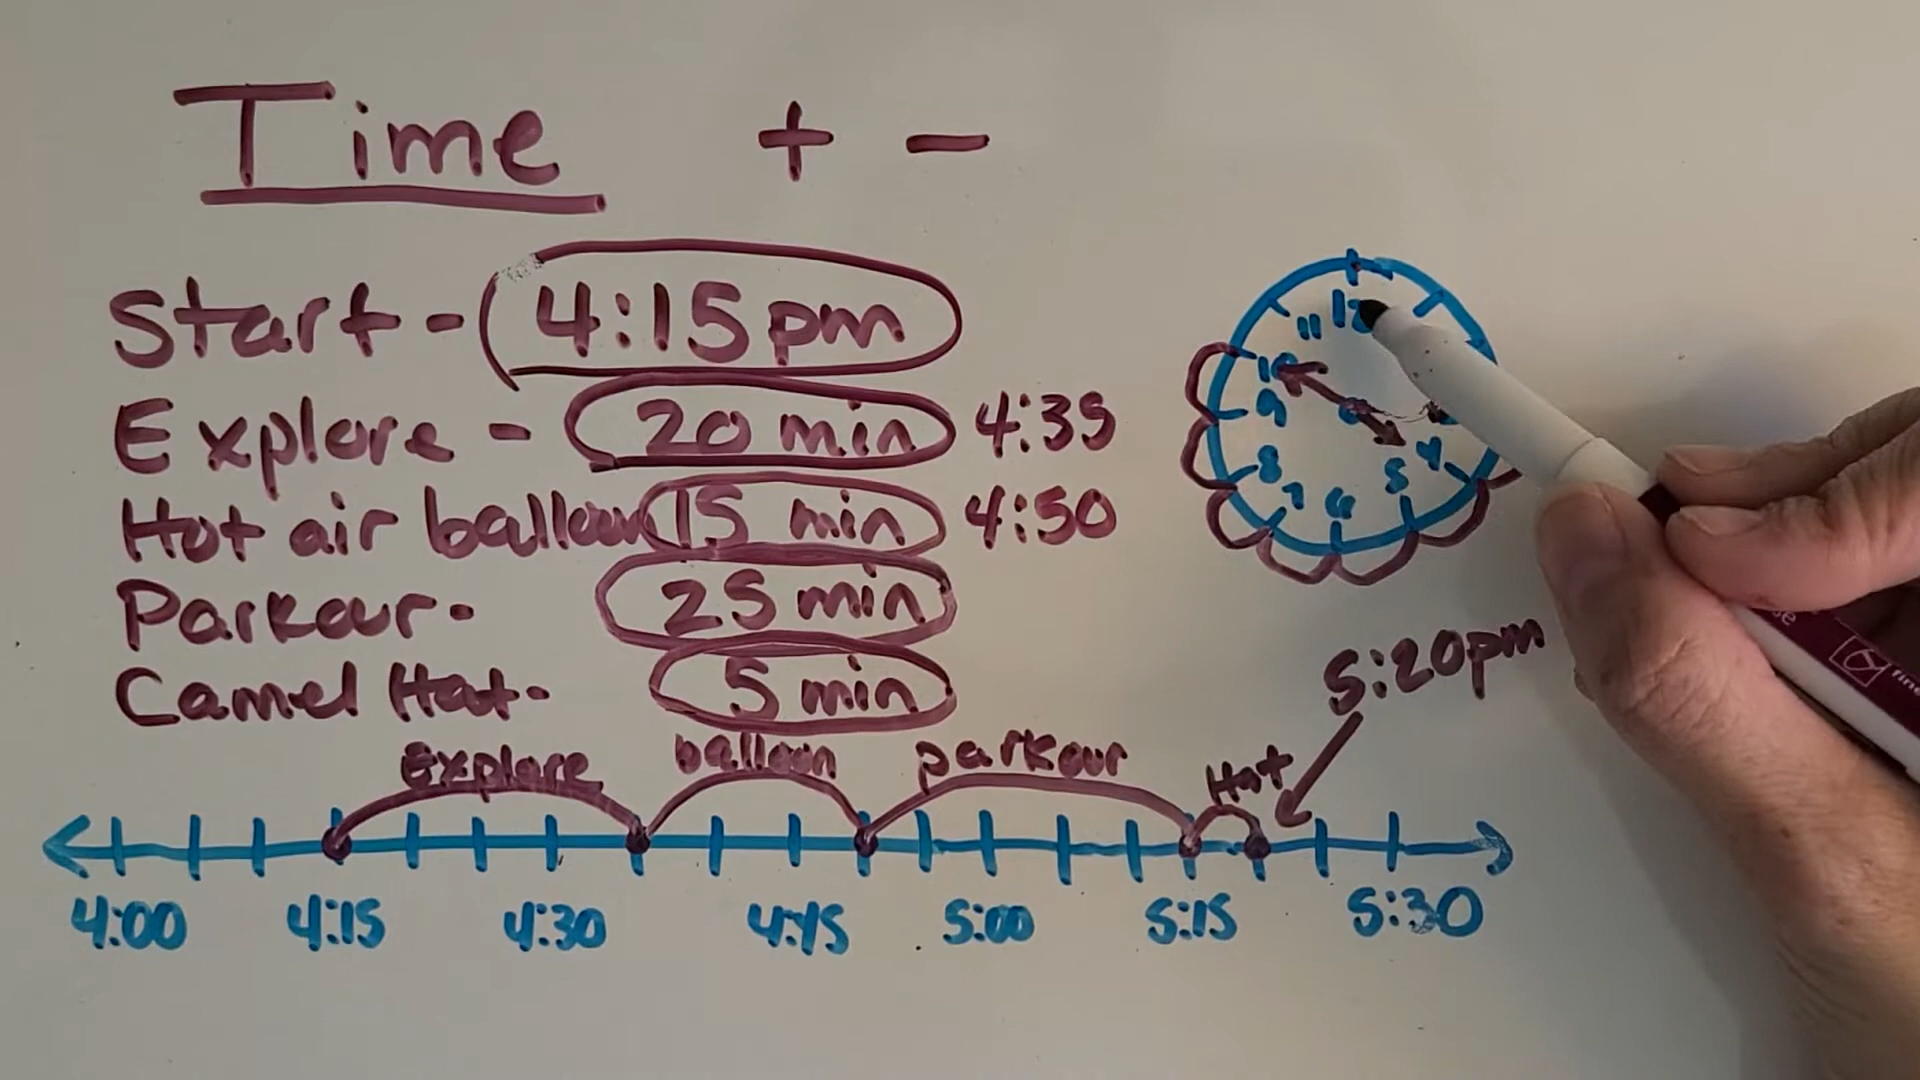 Time + -
Start - 4:15pm
Explore - 20 min 4:35
Hot air balloon 15 min 4:50
Parkour - 25 min
Camel Hat - 5 min
5:20pm
explore balloon parkour Hat
4:00 4:15 4:30 4:45 5:00 5:15 5:30
11 12
10
9
8 4
7 6 5